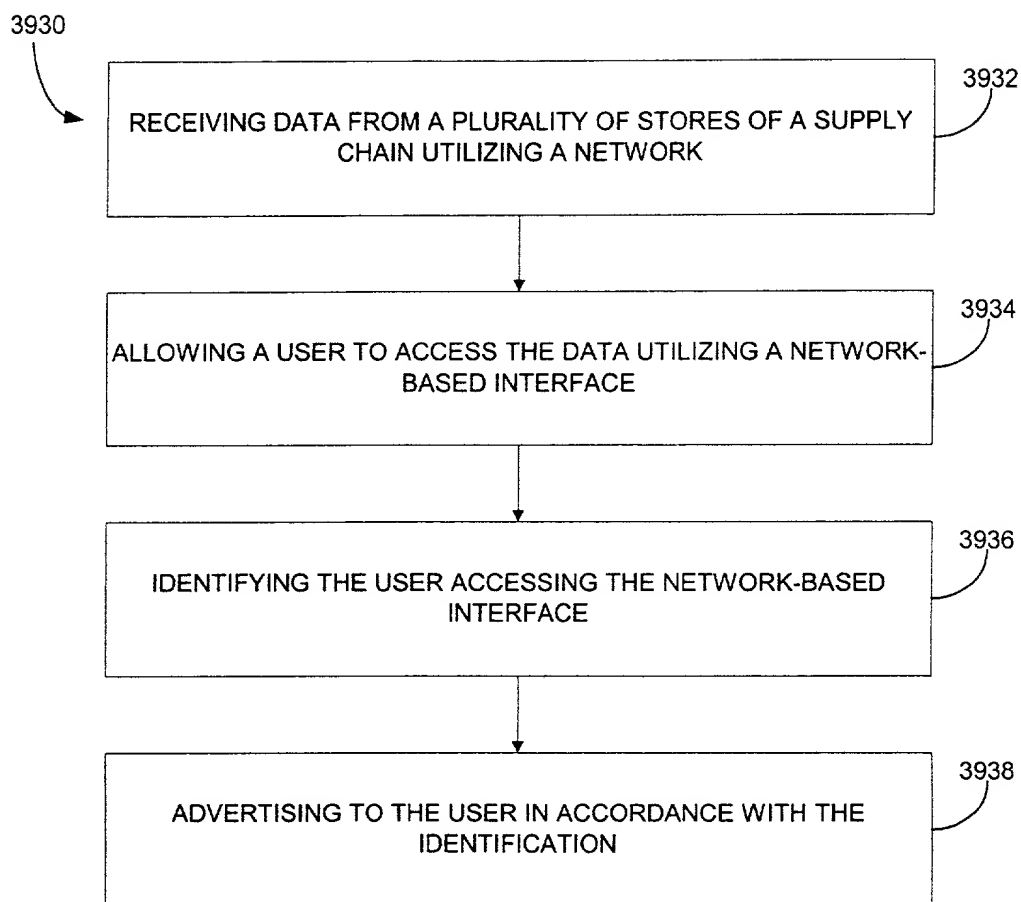 3930
3932
RECEIVING DATA FROM A PLURALITY OF STORES OF A SUPPLY
CHAIN UTILIZING A NETWORK
3934
ALLOWING A USER TO ACCESS THE DATA UTILIZING A NETWORK-
BASED INTERFACE
3936
IDENTIFYING THE USER ACCESSING THE NETWORK-BASED
INTERFACE
3938
ADVERTISING TO THE USER IN ACCORDANCE WITH THE
IDENTIFICATION